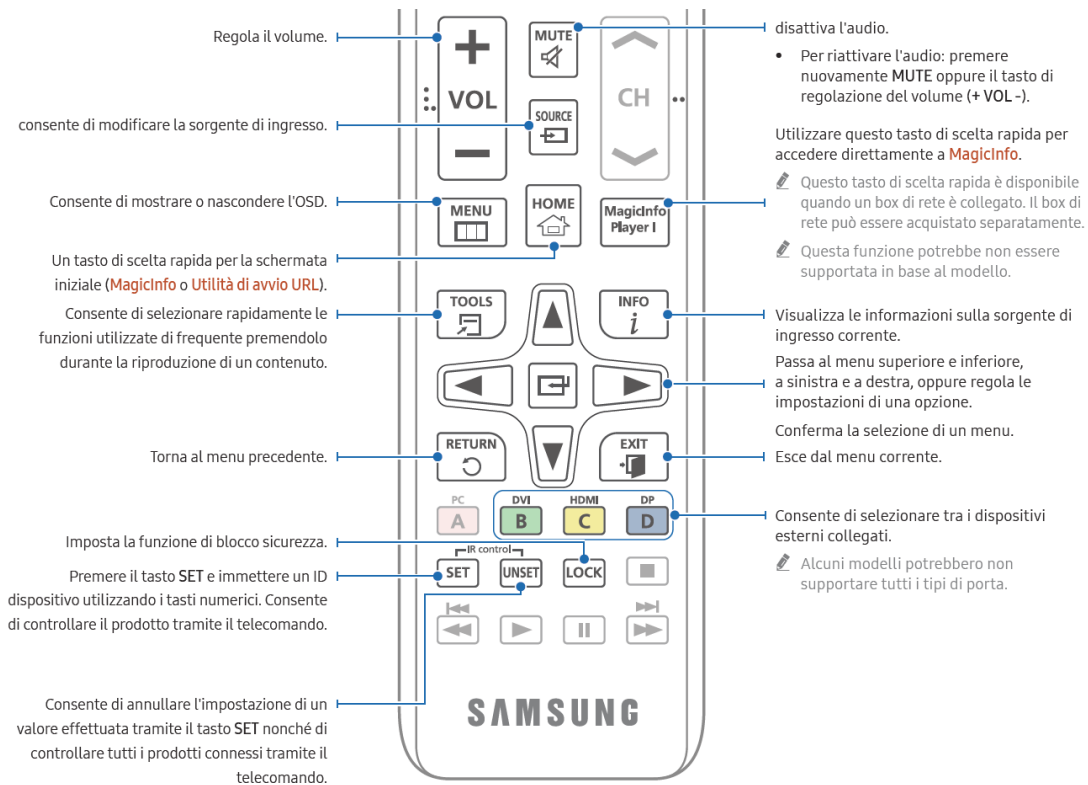 Regola il volume.
consente di modificare la sorgente di ingresso.
Consente di mostrare o nascondere l'OSD.
Un tasto di scelta rapida per la schermata
iniziale (MagicInfo o Utilità di avvio URL).
Consente di selezionare rapidamente le
funzioni utilizzate di frequente premendolo
durante la riproduzione di un contenuto.
Torna al menu precedente.
Imposta la funzione di blocco sicurezza.
Premere il tasto SET e immettere un ID
dispositivo utilizzando i tasti numerici. Consente
di controllare il prodotto tramite il telecomando.
Consente di annullare l'impostazione di un
valore effettuata tramite il tasto SET nonché di
controllare tutti i prodotti connessi tramite il
telecomando.
VOL
MUTE
SOURCE
CH
MENU
HOME
MagicInfo
Player I
TOOLS
INFO
i
RETURN
EXIT
PC
DVI
HDMI
DP
A
B
C
D
IR control
SET
UNSET
LOCK
SAMSUNG
disattiva l'audio.
• Per riattivare l'audio: premere
nuovamente MUTE oppure il tasto di
regolazione del volume (+ VOL -).
Utilizzare questo tasto di scelta rapida per
accedere direttamente a MagicInfo.
Questo tasto di scelta rapida è disponibile
quando un box di rete è collegato. Il box di
rete può essere acquistato separatamente.
Questa funzione potrebbe non essere
supportata in base al modello.
Visualizza le informazioni sulla sorgente di
ingresso corrente.
Passa al menu superiore e inferiore,
a sinistra e a destra, oppure regola le
impostazioni di una opzione.
Conferma la selezione di un menu.
Esce dal menu corrente.
Consente di selezionare tra i dispositivi
esterni collegati.
Alcuni modelli potrebbero non
supportare tutti i tipi di porta.